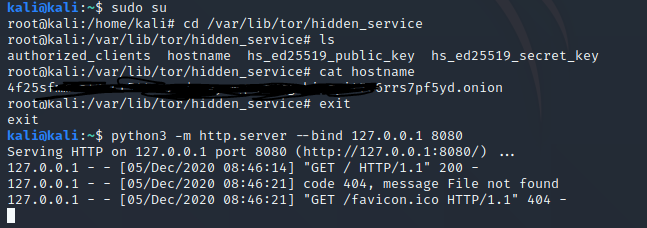 kali@kali:~$ sudo su
root@kali:/home/kali# cd /var/lib/tor/hidden_service
root@kali:/var/lib/tor/hidden_service# ls
authorized_clients hostname hs_ed25519_public_key hs_ed25519_secret_key
root@kali:/var/lib/tor/hidden_service# cat hostname
4f25sf rrs7pf5yd.onion
root@kali:/var/lib/tor/hidden_service# exit
exit
kali@kali:~$ python3 -m http.server --bind 127.0.0.1 8080
Serving HTTP on 127.0.0.1 port 8080 (http://127.0.0.1:8080/) ...
127.0.0.1 - - [05/Dec/2020 08:46:14] "GET / HTTP/1.1" 200 -
127.0.0.1 - - [05/Dec/2020 08:46:21] code 404, message File not found
127.0.0.1 - - [05/Dec/2020 08:46:21] "GET /favicon.ico HTTP/1.1" 404 -